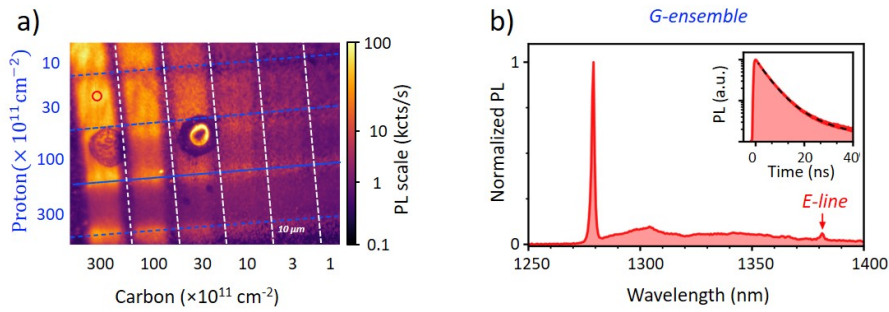 a)
Proton(× 10¹¹cm⁻²)
10
30
100
300
10 μm
300 100 30 10 3 1
Carbon (×10¹¹ cm⁻²)
100
10
1
0.1
PL scale (kcts/s)
b)
G-ensemble
Normalized PL
1
0
1250 1300 1350 1400
Wavelength (nm)
E-line
PL (a.u.)
0 20 40
Time (ns)